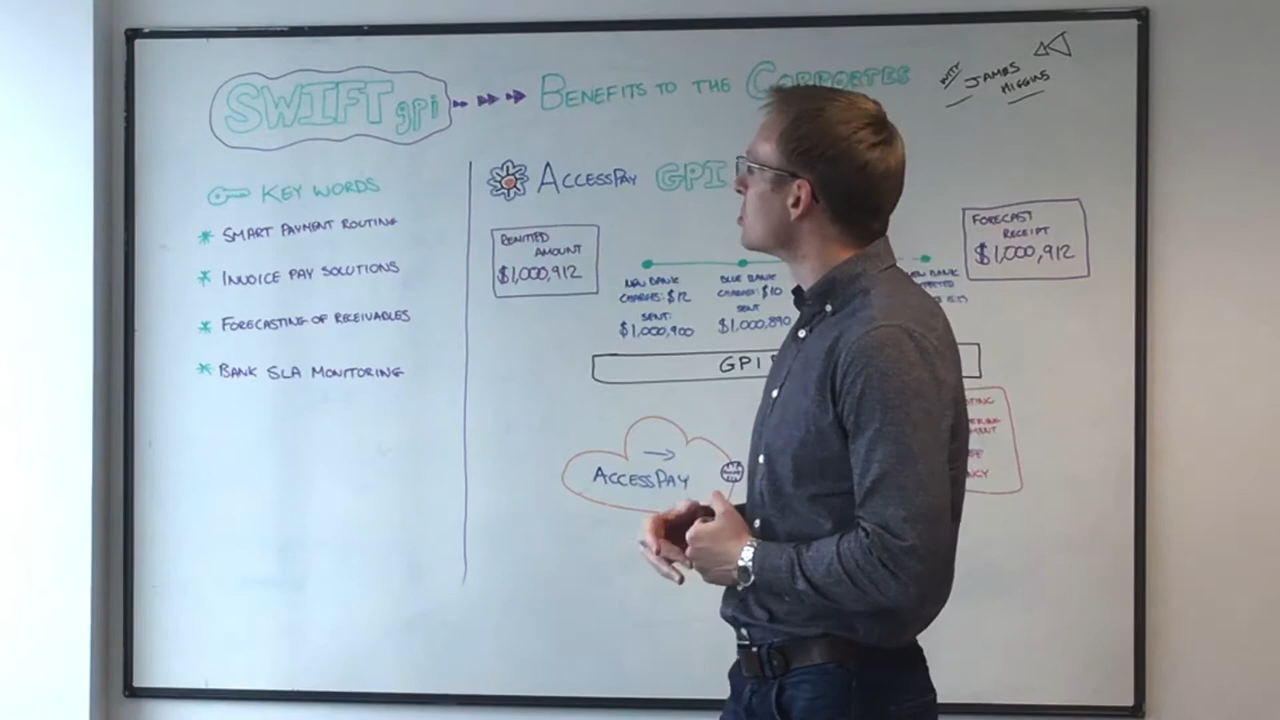 SWIFT gpi
BENEFITS TO THE CORPORATES
WITH
JAMES
HIGGINS
KEY WORDS
SMART PAYMENT ROUTING
INVOICE PAY SOLUTIONS
FORECASTING OF RECEIVABLES
BANK SLA MONITORING
ACCESSPAY GPI
REMITTED
AMOUNT
$1,000,912
CHARGES: $12
SENT:
$1,000,900
BLUE BANK
CHARGES: $10
SENT
$1,000,890
BANK
FORECAST
RECEIPT
$1,000,912
GPI
ACCESSPAY